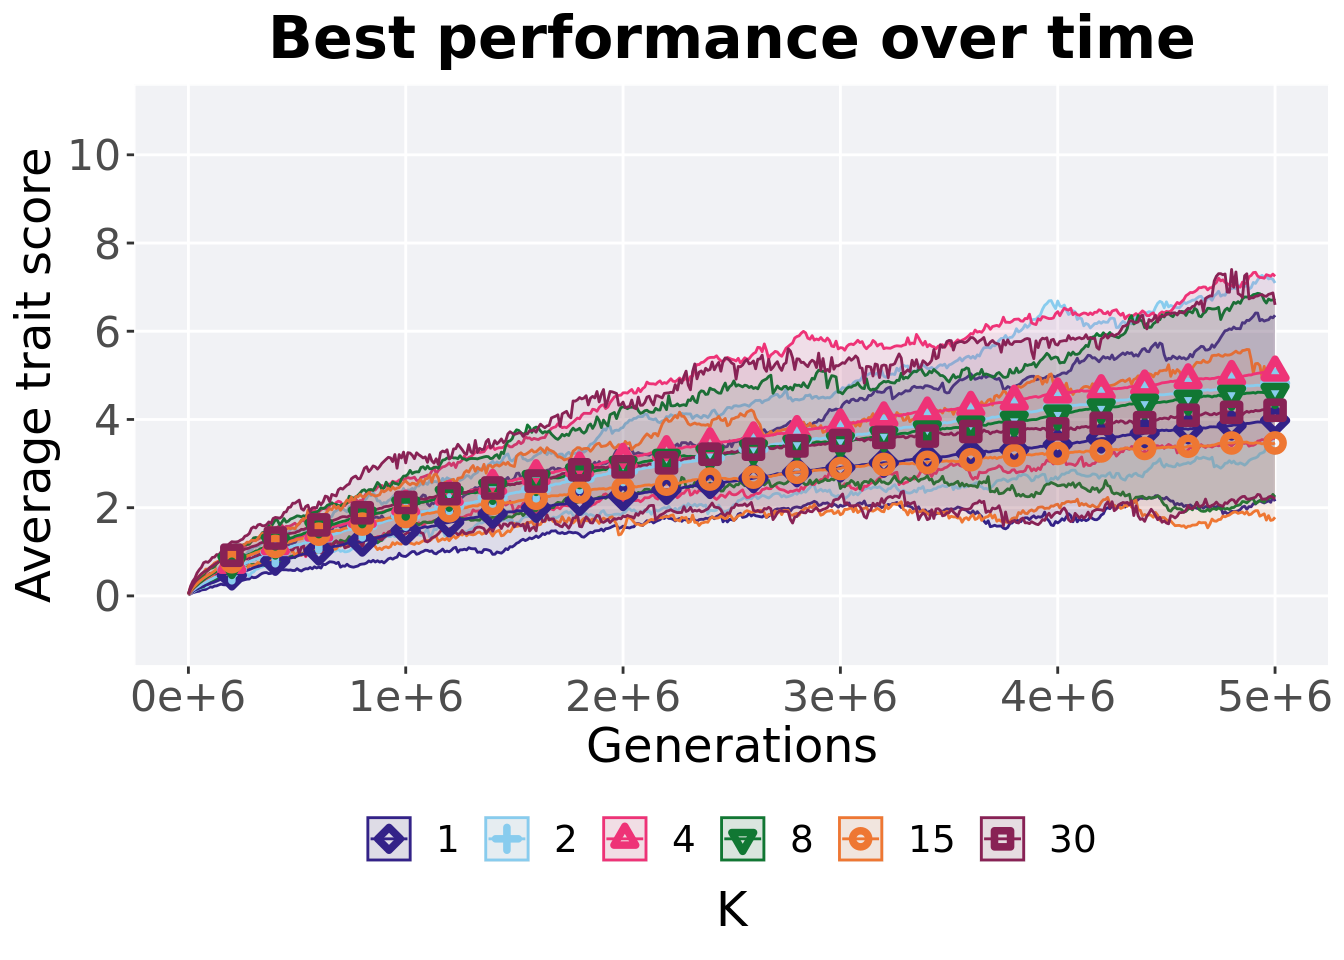 Best performance over time
Average trait score
10
8
6
4
2
0
0e+6 1e+6 2e+6 3e+6 4e+6 5e+6
Generations
1 2 4 8 15 30
K